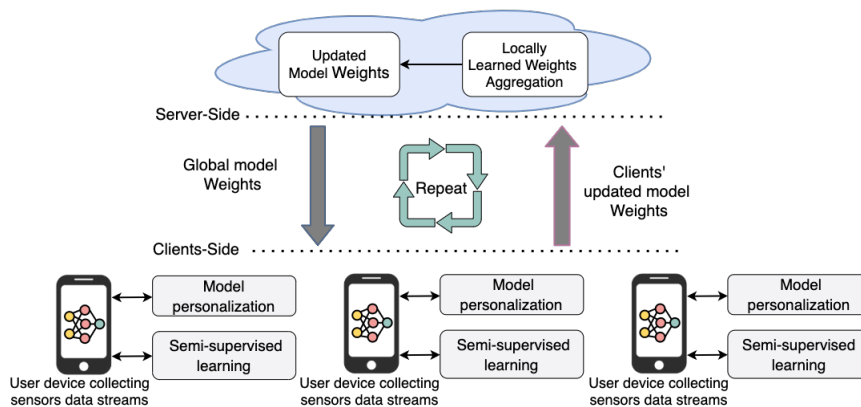 Updated
Model Weights
Locally
Learned Weights
Aggregation
Server-Side
Global model
Weights
Repeat
Clients'
updated model
Weights
Clients-Side
Model
personalization
Semi-supervised
learning
User device collecting
sensors data streams
Model
personalization
Semi-supervised
learning
User device collecting
sensors data streams
Model
personalization
Semi-supervised
learning
User device collecting
sensors data streams